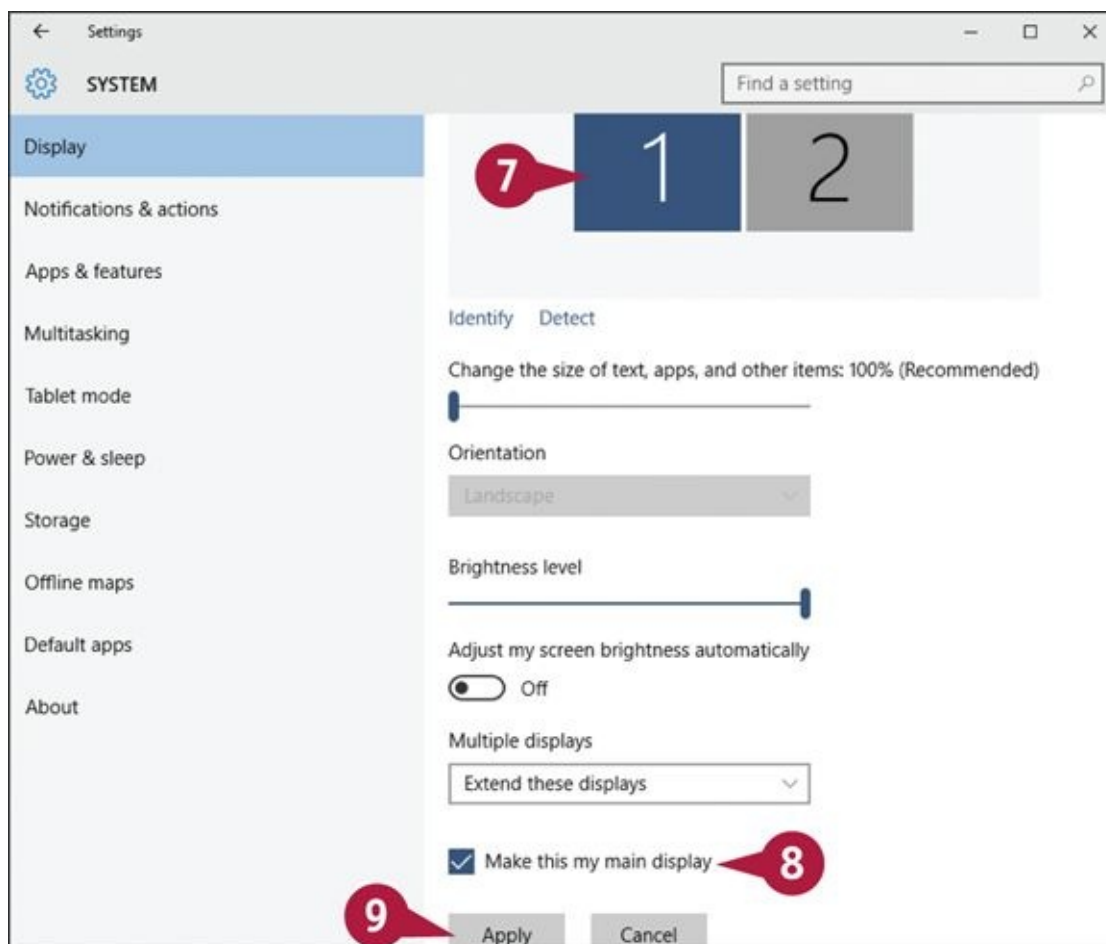 Settings
SYSTEM
Find a setting
Display
Notifications & actions
Apps & features
Multitasking
Tablet mode
Power & sleep
Storage
Offline maps
Default apps
About
7
1
2
Identify Detect
Change the size of text, apps, and other items: 100% (Recommended)
Orientation
Landscape
Brightness level
Adjust my screen brightness automatically
Off
Multiple displays
Extend these displays
Make this my main display
8
9
Apply Cancel